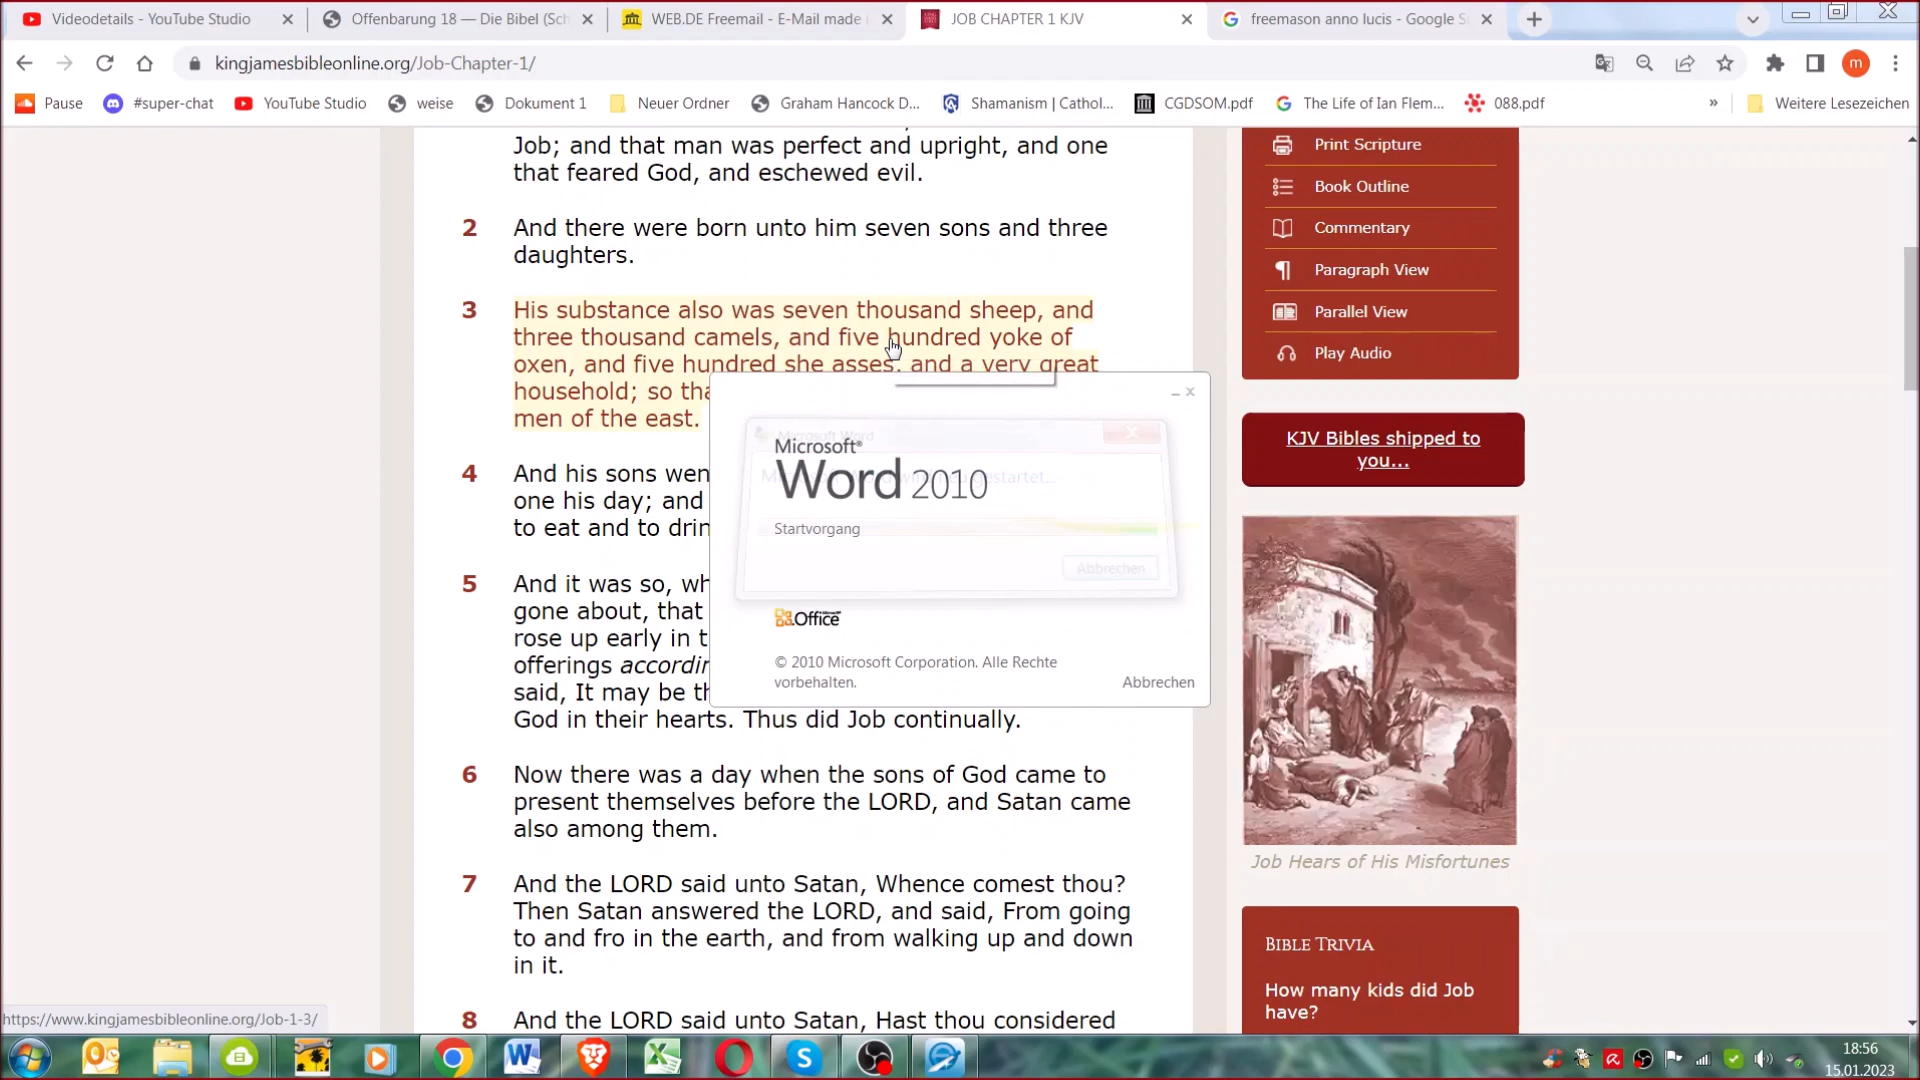 Videodetails - YouTube Studio
Offenbarung 18 — Die Bibel (Sch
WEB.DE Freemail - E-Mail made i
JOB CHAPTER 1 KJV
freemason anno lucis - Google S
kingjamesbibleonline.org/Job-Chapter-1/
m
Pause
#super-chat
YouTube Studio
weise
Dokument 1
Neuer Ordner
Graham Hancock D...
Shamanism | Cathol...
CGDSOM.pdf
The Life of Ian Flem...
088.pdf
»
Weitere Lesezeichen
Job; and that man was perfect and upright, and one
that feared God, and eschewed evil.
2 And there were born unto him seven sons and three
daughters.
3 His substance also was seven thousand sheep, and
three thousand camels, and five hundred yoke of
oxen, and five hundred she asses, and a very great
household; so tha
men of the east.
4 And his sons wen
one his day; and
to eat and to drin
5 And it was so, wh
gone about, that
rose up early in t
offerings accordin
said, It may be th
God in their hearts. Thus did Job continually.
6 Now there was a day when the sons of God came to
present themselves before the LORD, and Satan came
also among them.
7 And the LORD said unto Satan, Whence comest thou?
Then Satan answered the LORD, and said, From going
to and fro in the earth, and from walking up and down
in it.
8 And the LORD said unto Satan, Hast thou considered
Microsoft Word
Microsoft®
Word 2010
gestartet...
Startvorgang
Abbrechen
Office
© 2010 Microsoft Corporation. Alle Rechte
vorbehalten.
Abbrechen
Print Scripture
Book Outline
Commentary
Paragraph View
Parallel View
Play Audio
KJV Bibles shipped to
you...
Job Hears of His Misfortunes
BIBLE TRIVIA
How many kids did Job
have?
https://www.kingjamesbibleonline.org/Job-1-3/
18:56
15.01.2023